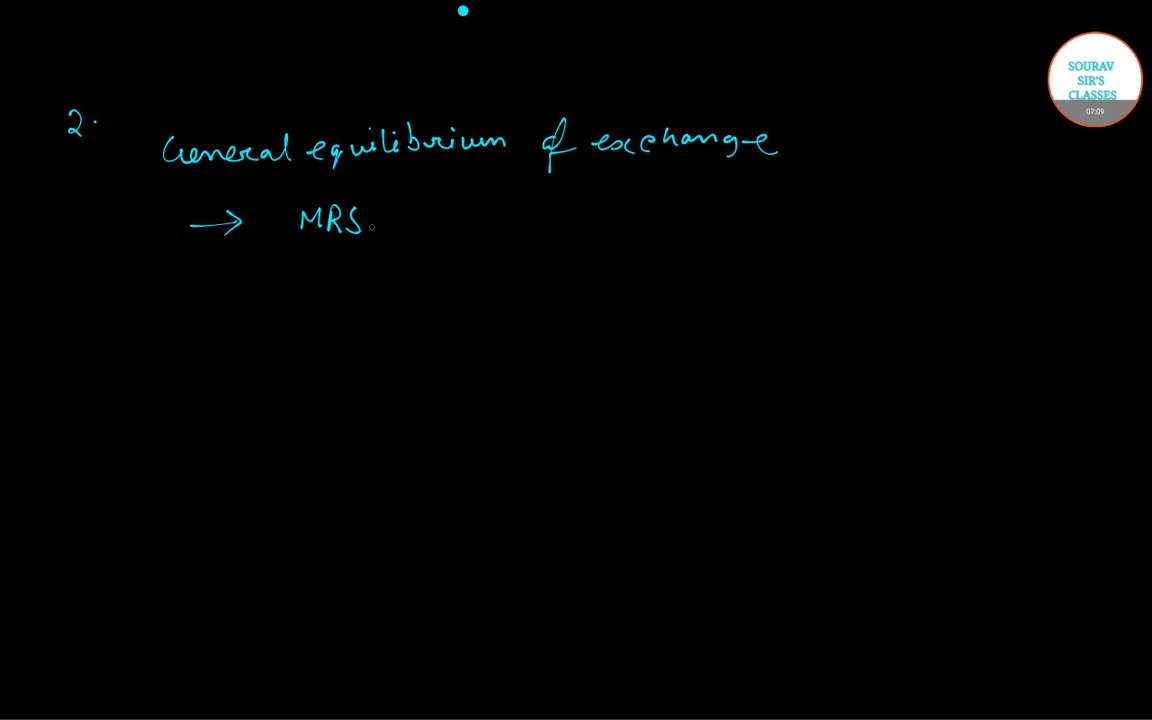 SOURAV
SIR'S
CLASSES
07:09
2.
General equilibrium of exchange
→ MRS